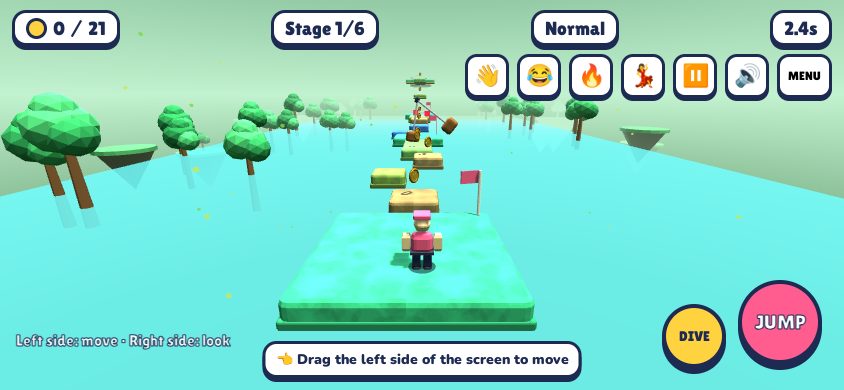 0 / 21
Stage 1/6
Normal
2.4s
MENU
Left side: move · Right side: look
Drag the left side of the screen to move
DIVE
JUMP